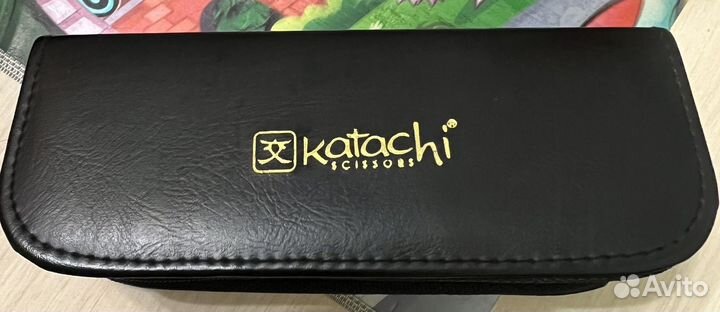 文 Katachi®
SCISSORS
Avito